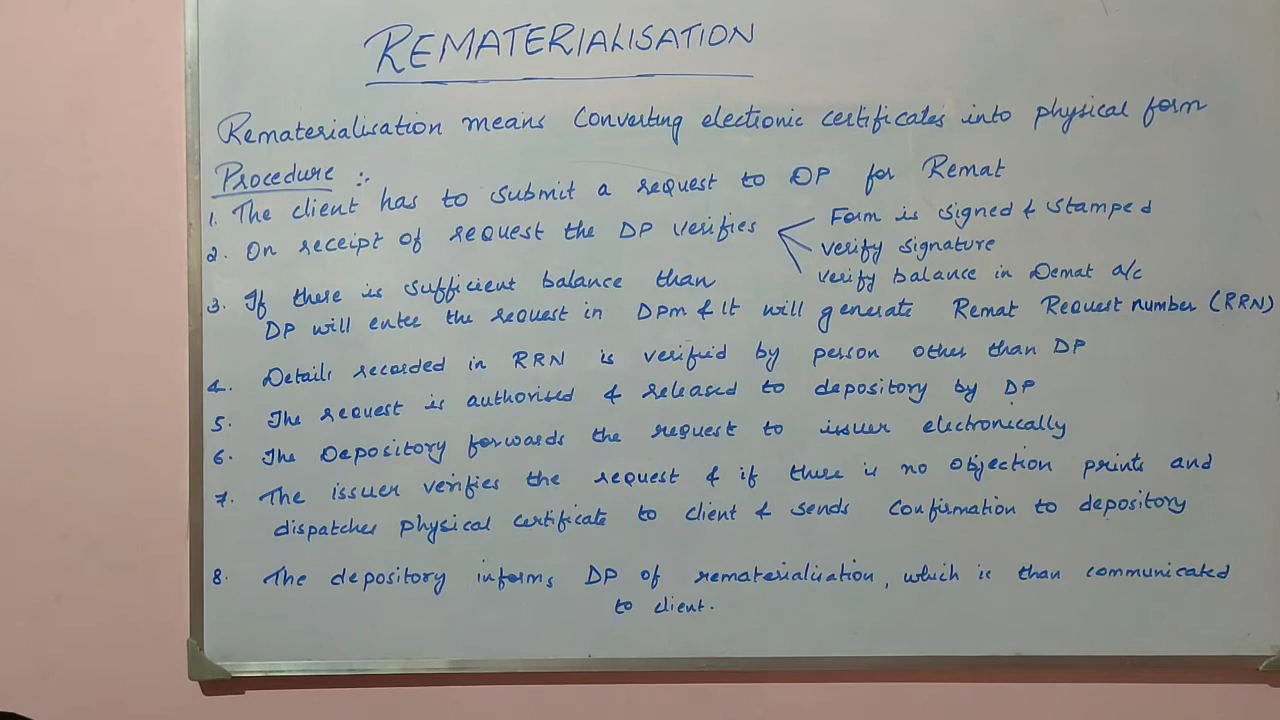 REMATERIALISATION
Rematerialisation means Converting electronic certificates into physical form
Procedure :-
1. The client has to submit a request to DP for Remat
2. On receipt of request the DP verifies
Form is signed & stamped
verify signature
verify balance in Demat a/c
3. If there is sufficient balance than
DP will enter the request in DPM & It will generate Remat Request number (RRN)
4. Details recorded in RRN is verified by person other than DP
5. The request is authorised & released to depository by DP
6. The Depository forwards the request to issuer electronically
7. The issuer verifies the request & if there is no objection prints and
dispatches physical certificate to client & sends confirmation to depository
8. The depository informs DP of rematerialisation, which is than communicated
to client.